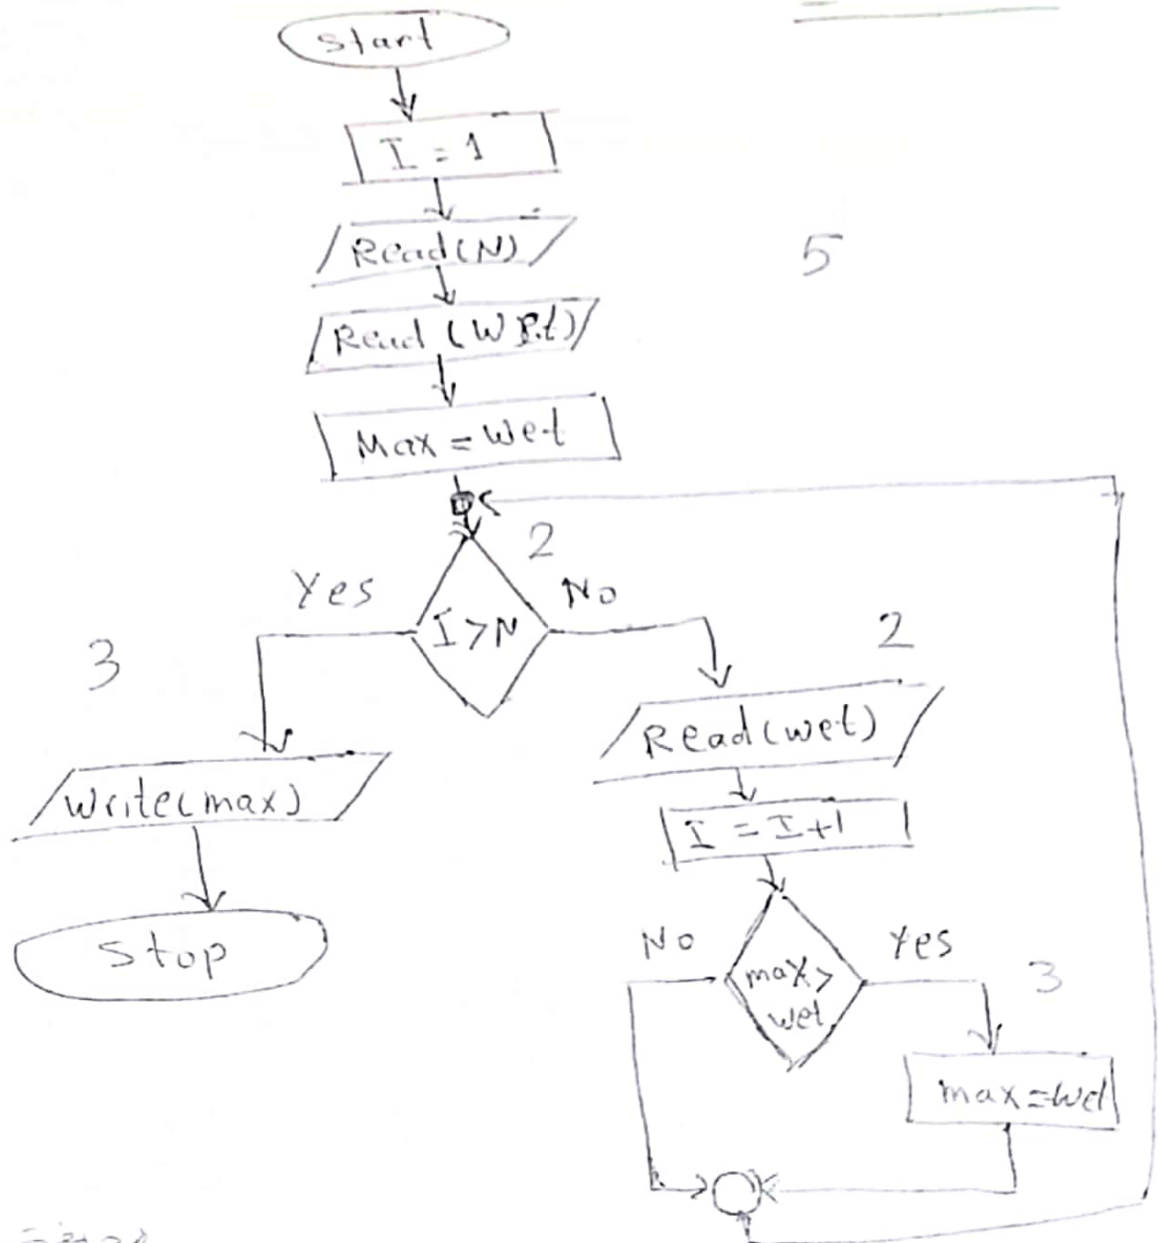 Start
I = 1
Read(N)
5
Read (Wet)
Max = Wet
2
Yes
No
I > N
3
2
Read(wet)
Write(max)
I = I+1
Stop
No
Yes
max >
wet
3
max = wet